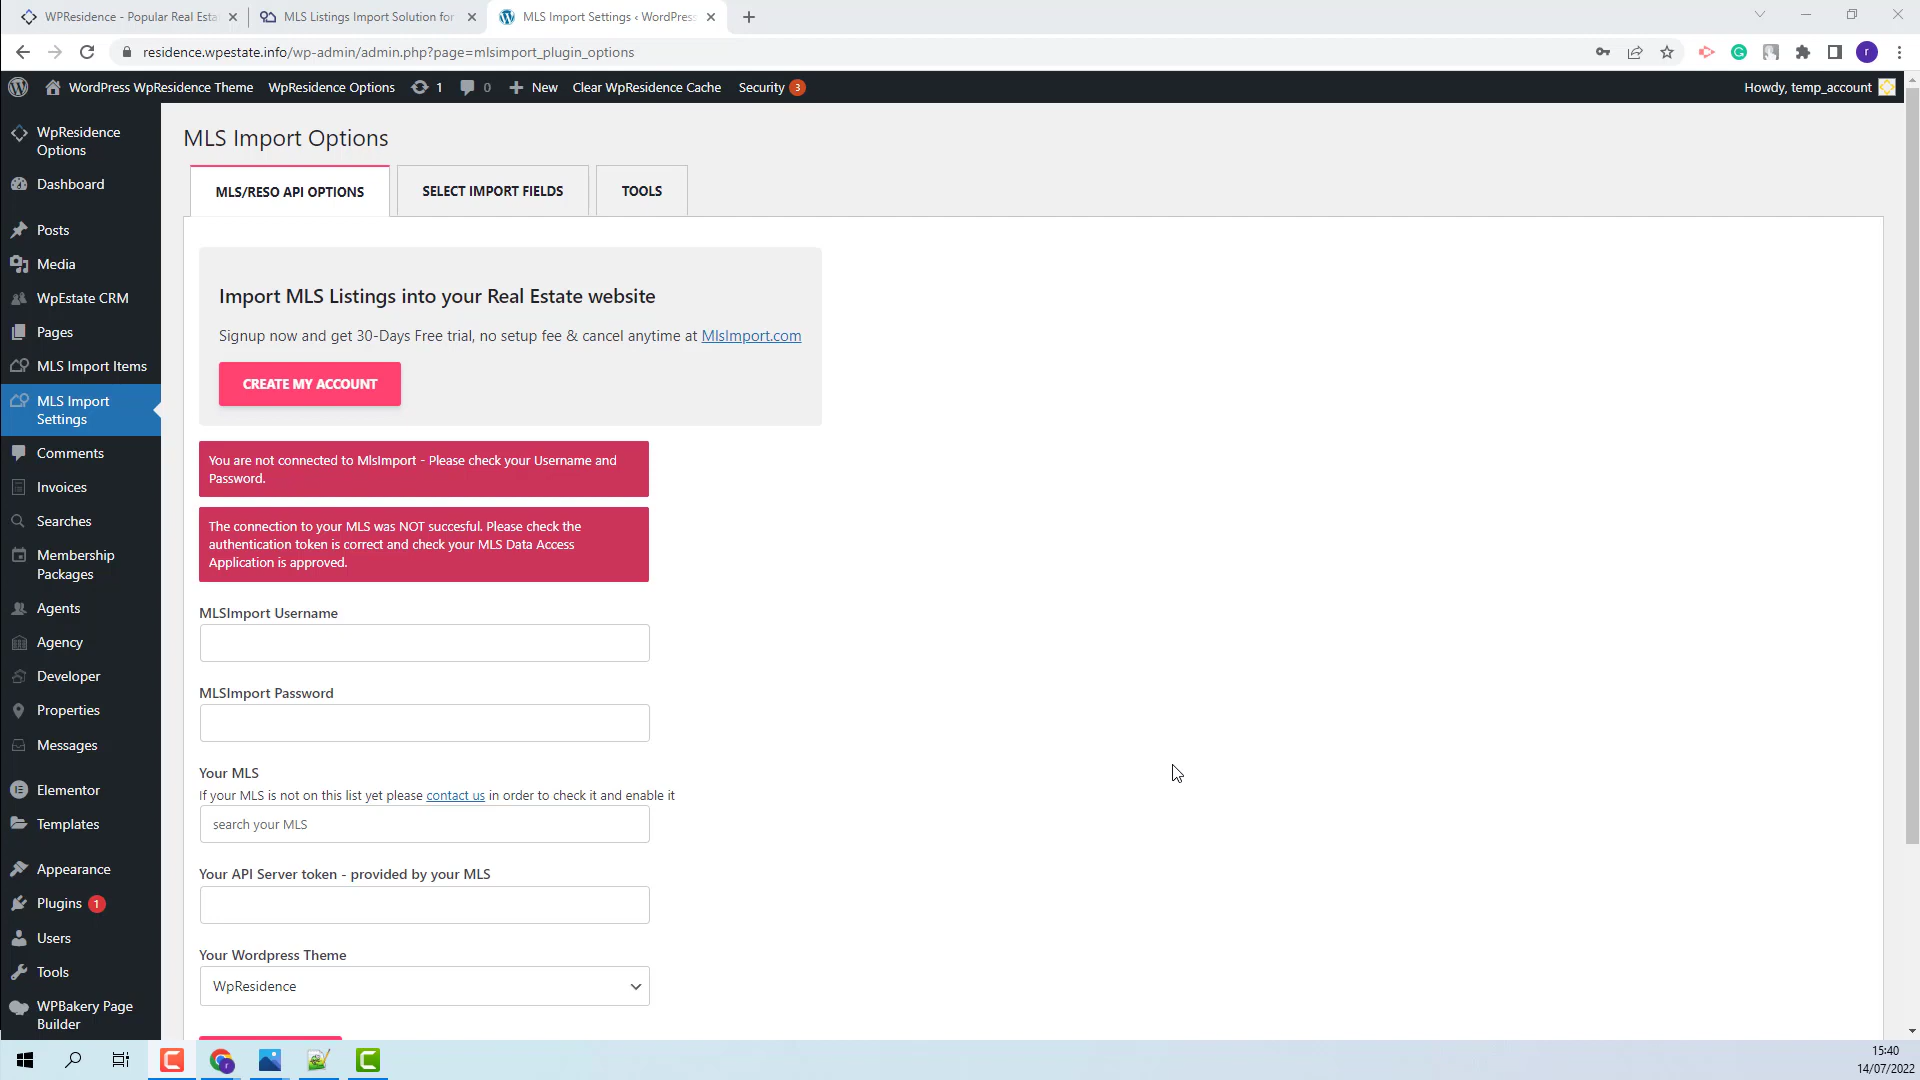 WPResidence - Popular Real Esta
MLS Listings Import Solution for
MLS Import Settings ‹ WordPress
residence.wpestate.info/wp-admin/admin.php?page=mlsimport_plugin_options
WordPress WpResidence Theme
WpResidence Options
1
0
New
Clear WpResidence Cache
Security 3
Howdy, temp_account
WpResidence
Options
Dashboard
Posts
Media
WpEstate CRM
Pages
MLS Import Items
MLS Import
Settings
Comments
Invoices
Searches
Membership
Packages
Agents
Agency
Developer
Properties
Messages
Elementor
Templates
Appearance
Plugins 1
Users
Tools
WPBakery Page
Builder
MLS Import Options
MLS/RESO API OPTIONS
SELECT IMPORT FIELDS
TOOLS
Import MLS Listings into your Real Estate website
Signup now and get 30-Days Free trial, no setup fee & cancel anytime at MlsImport.com
CREATE MY ACCOUNT
You are not connected to MlsImport - Please check your Username and
Password.
The connection to your MLS was NOT succesful. Please check the
authentication token is correct and check your MLS Data Access
Application is approved.
MLSImport Username
MLSImport Password
Your MLS
If your MLS is not on this list yet please contact us in order to check it and enable it
search your MLS
Your API Server token - provided by your MLS
Your Wordpress Theme
WpResidence
15:40
14/07/2022